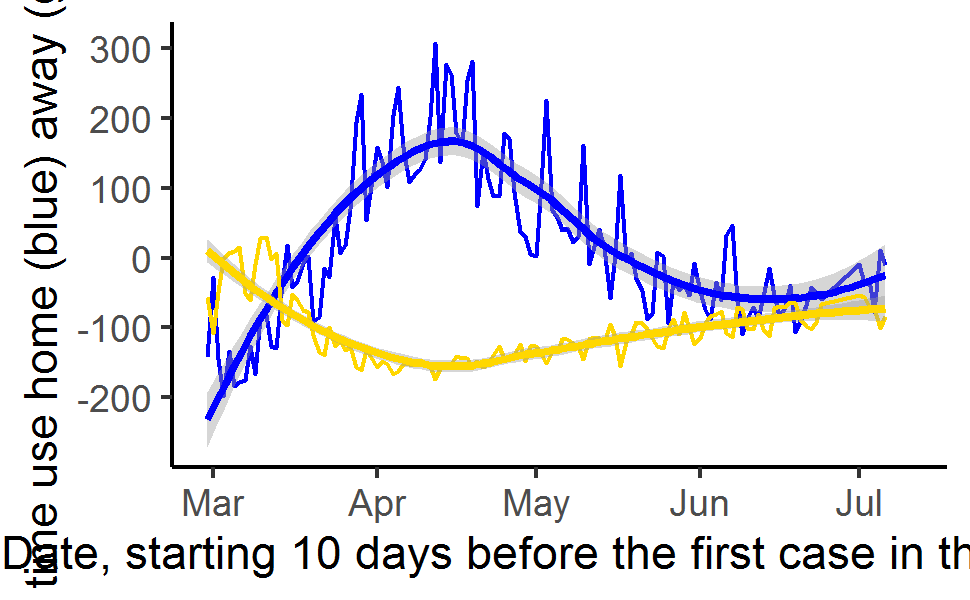 time use home (blue) away (g
300
200
100
0
-100
-200
Mar Apr May Jun Jul
Date, starting 10 days before the first case in th